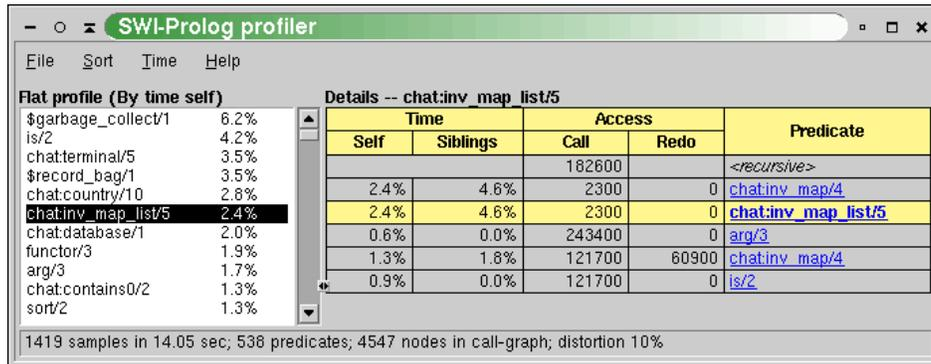 SWI-Prolog profiler
File Sort Time Help
Flat profile (By time self)
$garbage_collect/1 6.2%
is/2 4.2%
chat:terminal/5 3.5%
$record_bag/1 3.5%
chat:country/10 2.8%
chat:inv_map_list/5 2.4%
chat:database/1 2.0%
functor/3 1.9%
arg/3 1.7%
chat:contains0/2 1.3%
sort/2 1.3%
Details -- chat:inv_map_list/5
Time Access Predicate
Self Siblings Call Redo
182600 <recursive>
2.4% 4.6% 2300 0 chat:inv_map/4
2.4% 4.6% 2300 0 chat:inv_map_list/5
0.6% 0.0% 243400 0 arg/3
1.3% 1.8% 121700 60900 chat:inv_map/4
0.9% 0.0% 121700 0 is/2
1419 samples in 14.05 sec; 538 predicates; 4547 nodes in call-graph; distortion 10%